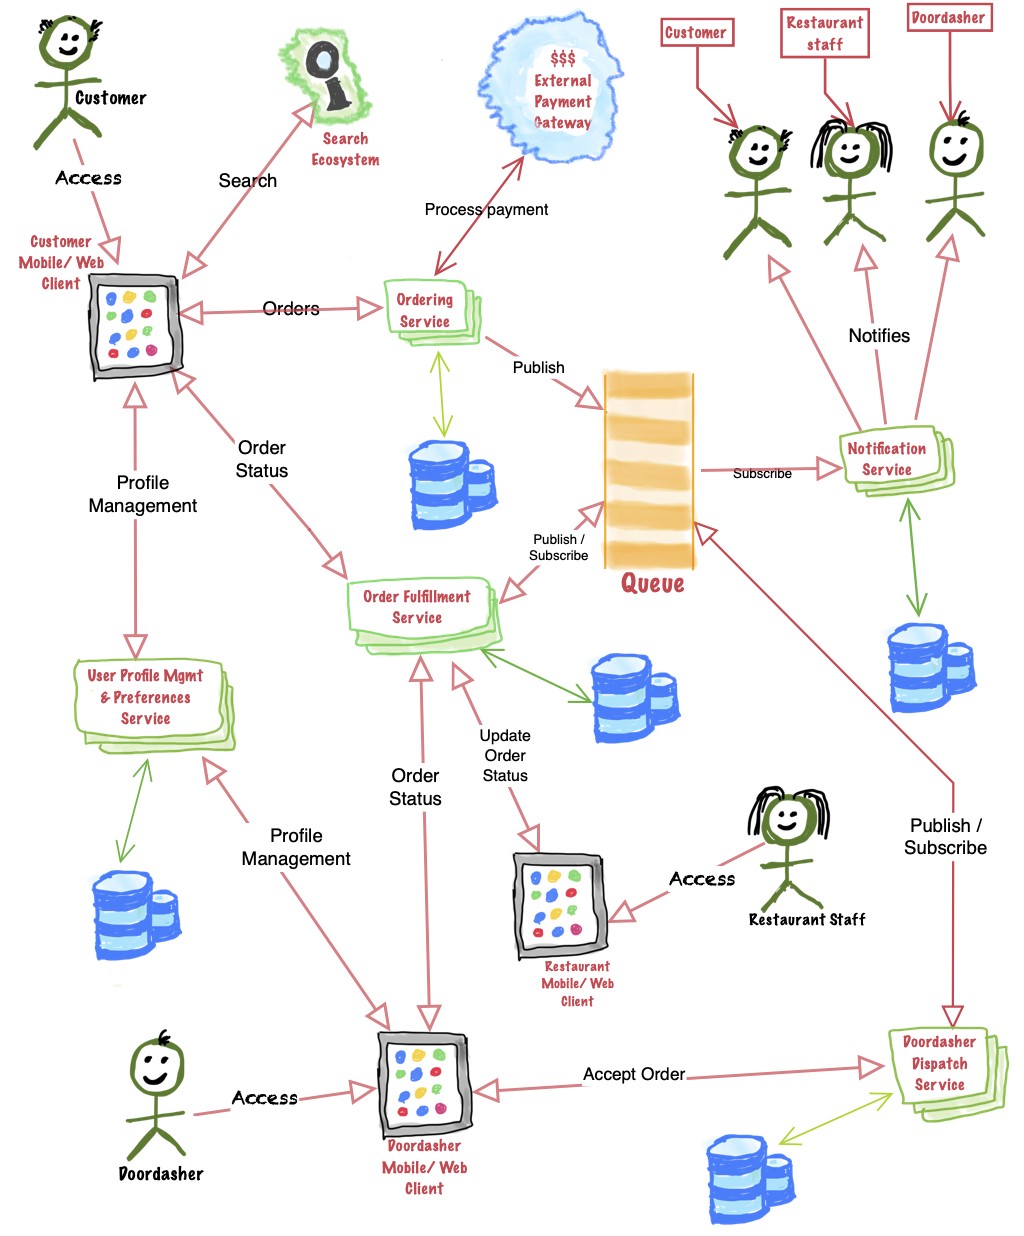 Customer
Restaurant
staff
Doordasher
Customer
$$$
External
Payment
Gateway
Search
Ecosystem
Access
Search
Process payment
Customer
Mobile/ Web
Client
Orders
Ordering
Service
Publish
Notifies
Order
Status
Profile
Management
Subscribe
Notification
Service
Publish /
Subscribe
Queue
Order Fulfillment
Service
User Profile Mgmt
& Preferences
Service
Update
Order
Status
Order
Status
Profile
Management
Publish /
Subscribe
Access
Restaurant Staff
Restaurant
Mobile/ Web
Client
Doordasher
Dispatch
Service
Accept Order
Access
Doordasher
Doordasher
Mobile/ Web
Client